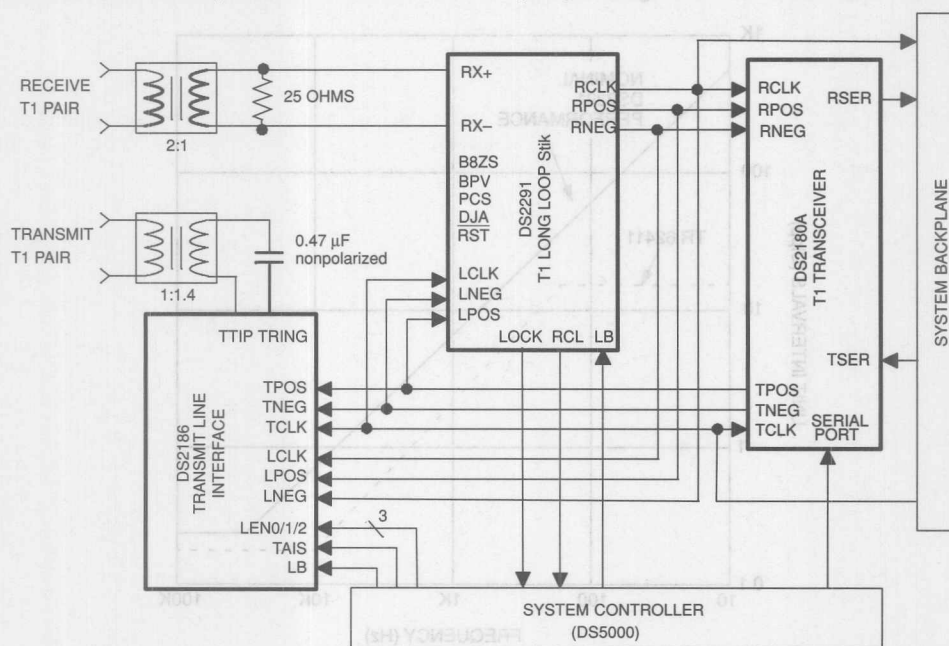 RECEIVE
T1 PAIR
2:1
25 OHMS
TRANSMIT
T1 PAIR
1:1.4
0.47 μF
nonpolarized
RX+
RX–
B8ZS
BPV
PCS
DJA
RST
LCLK
LNEG
LPOS
RCLK
RPOS
RNEG
DS2291
T1 LONG LOOP Stik
LOCK RCL LB
RCLK
RPOS
RNEG
RSER
DS2180A
T1 TRANSCEIVER
TSER
TPOS
TNEG
TCLK
SERIAL
PORT
SYSTEM BACKPLANE
TTIP TRING
DS2186
TRANSMIT LINE
INTERFACE
TPOS
TNEG
TCLK
LCLK
LPOS
LNEG
LEN0/1/2
TAIS
LB
3
SYSTEM CONTROLLER
(DS5000)